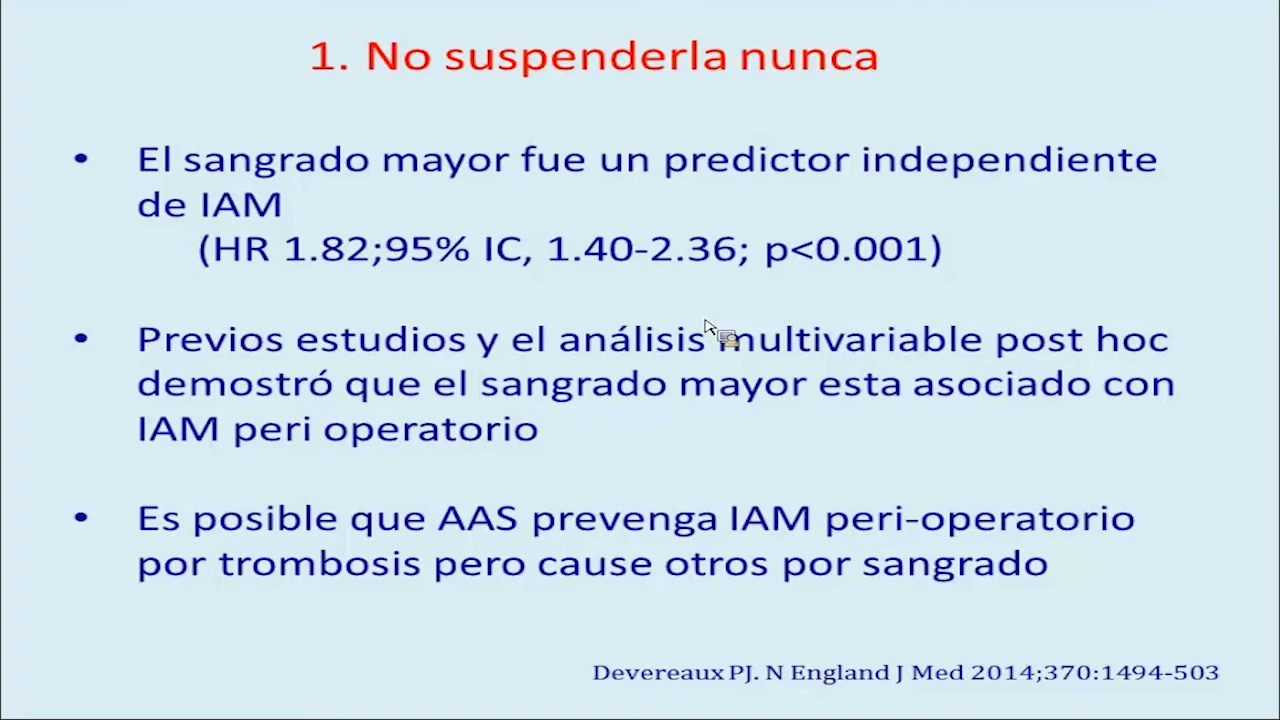 1. No suspenderla nunca
• El sangrado mayor fue un predictor independiente
de IAM
(HR 1.82;95% IC, 1.40-2.36; p<0.001)
• Previos estudios y el análisis multivariable post hoc
demostró que el sangrado mayor esta asociado con
IAM peri operatorio
• Es posible que AAS prevenga IAM peri-operatorio
por trombosis pero cause otros por sangrado
Devereaux PJ. N England J Med 2014;370:1494-503